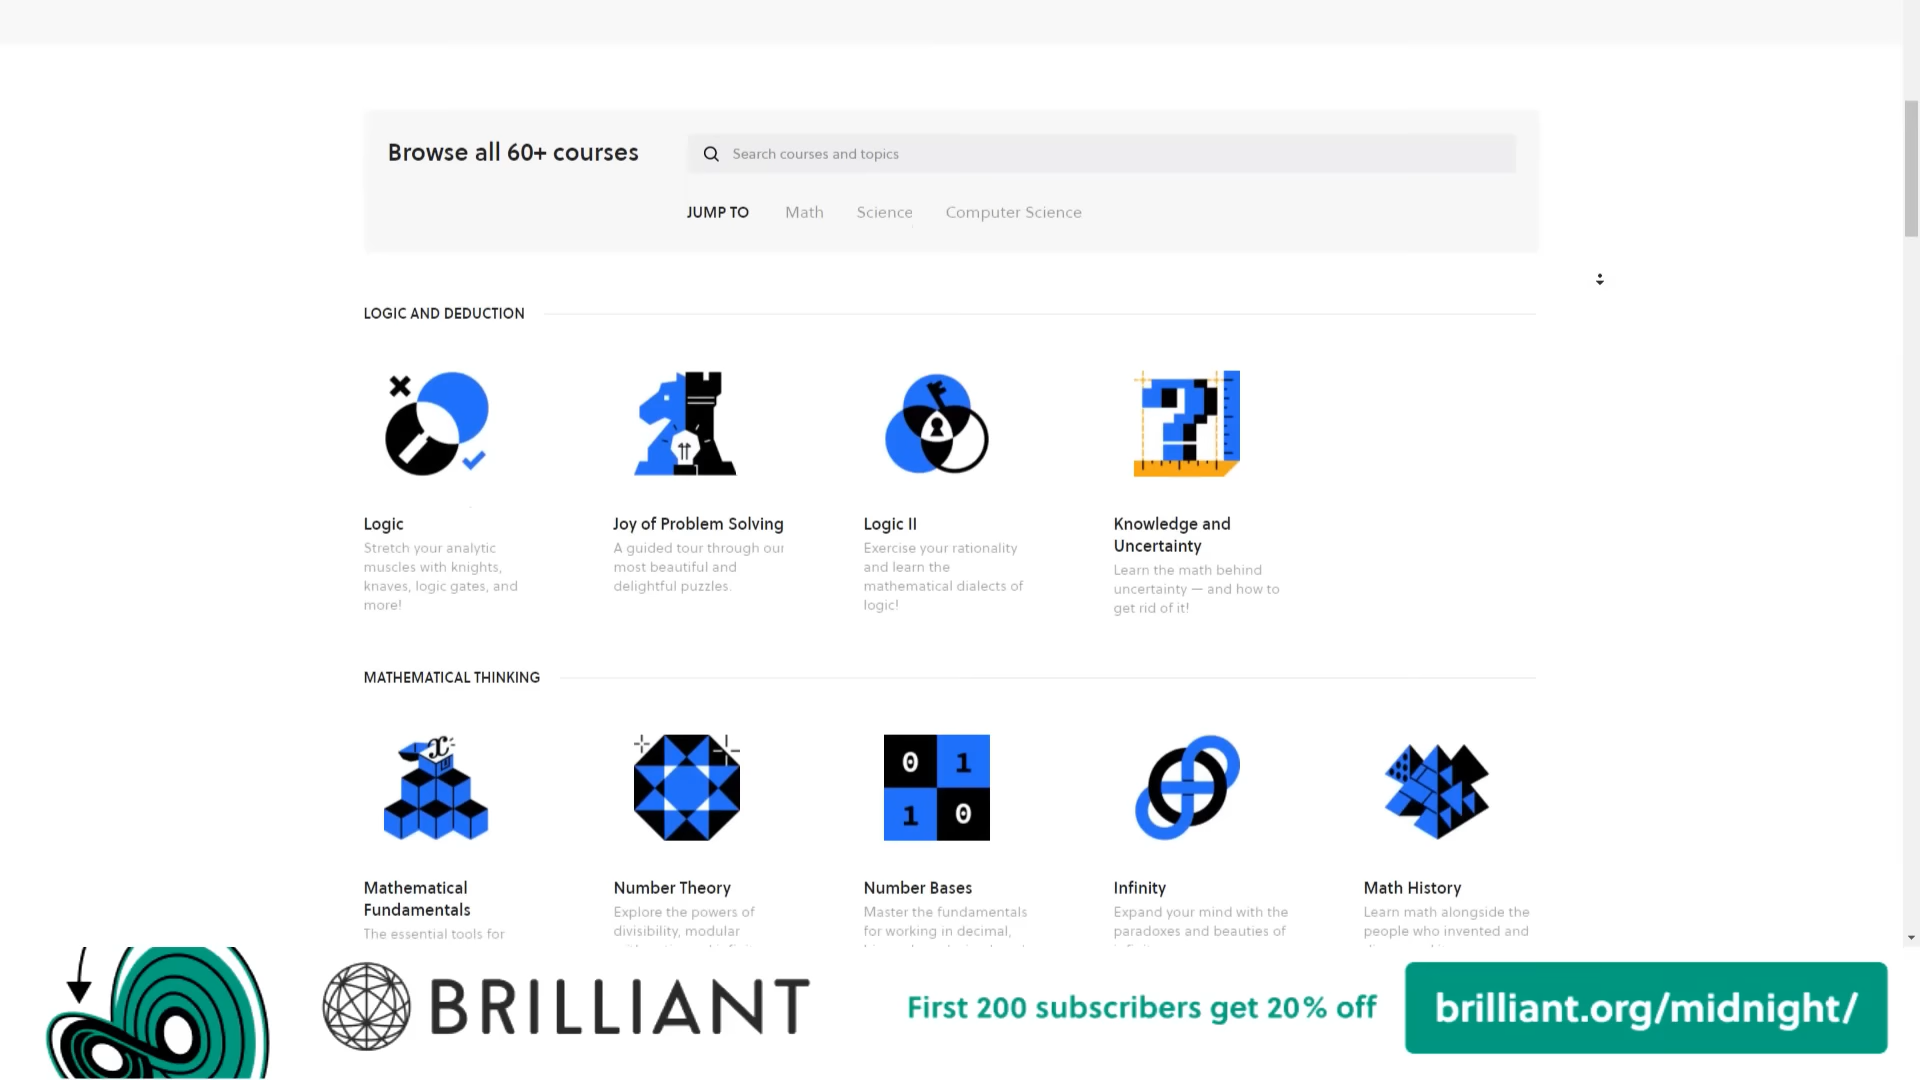 Browse all 60+ courses
Search courses and topics
JUMP TO Math Science Computer Science
LOGIC AND DEDUCTION
Logic
Stretch your analytic
muscles with knights,
knaves, logic gates, and
more!
Joy of Problem Solving
A guided tour through our
most beautiful and
delightful puzzles.
Logic II
Exercise your rationality
and learn the
mathematical dialects of
logic!
Knowledge and
Uncertainty
Learn the math behind
uncertainty — and how to
get rid of it!
MATHEMATICAL THINKING
x
0 1
1 0
Mathematical
Fundamentals
The essential tools for
Number Theory
Explore the powers of
divisibility, modular
Number Bases
Master the fundamentals
for working in decimal,
Infinity
Expand your mind with the
paradoxes and beauties of
Math History
Learn math alongside the
people who invented and
BRILLIANT
First 200 subscribers get 20% off
brilliant.org/midnight/